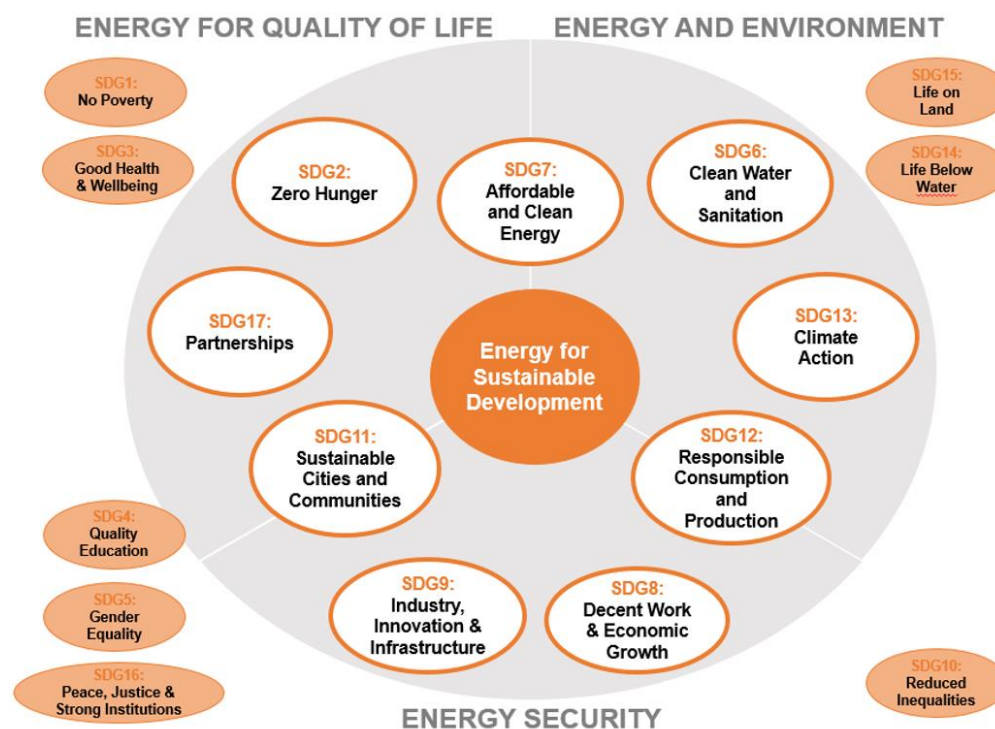 ENERGY FOR QUALITY OF LIFE
ENERGY AND ENVIRONMENT
SDG1:
No Poverty
SDG3:
Good Health
& Wellbeing
SDG15:
Life on
Land
SDG14:
Life Below
Water
SDG2:
Zero Hunger
SDG7:
Affordable
and Clean
Energy
SDG6:
Clean Water
and
Sanitation
SDG17:
Partnerships
Energy for
Sustainable
Development
SDG13:
Climate
Action
SDG11:
Sustainable
Cities and
Communities
SDG12:
Responsible
Consumption
and
Production
SDG4:
Quality
Education
SDG5:
Gender
Equality
SDG16:
Peace, Justice &
Strong Institutions
SDG9:
Industry,
Innovation &
Infrastructure
SDG8:
Decent Work
& Economic
Growth
SDG10:
Reduced
Inequalities
ENERGY SECURITY